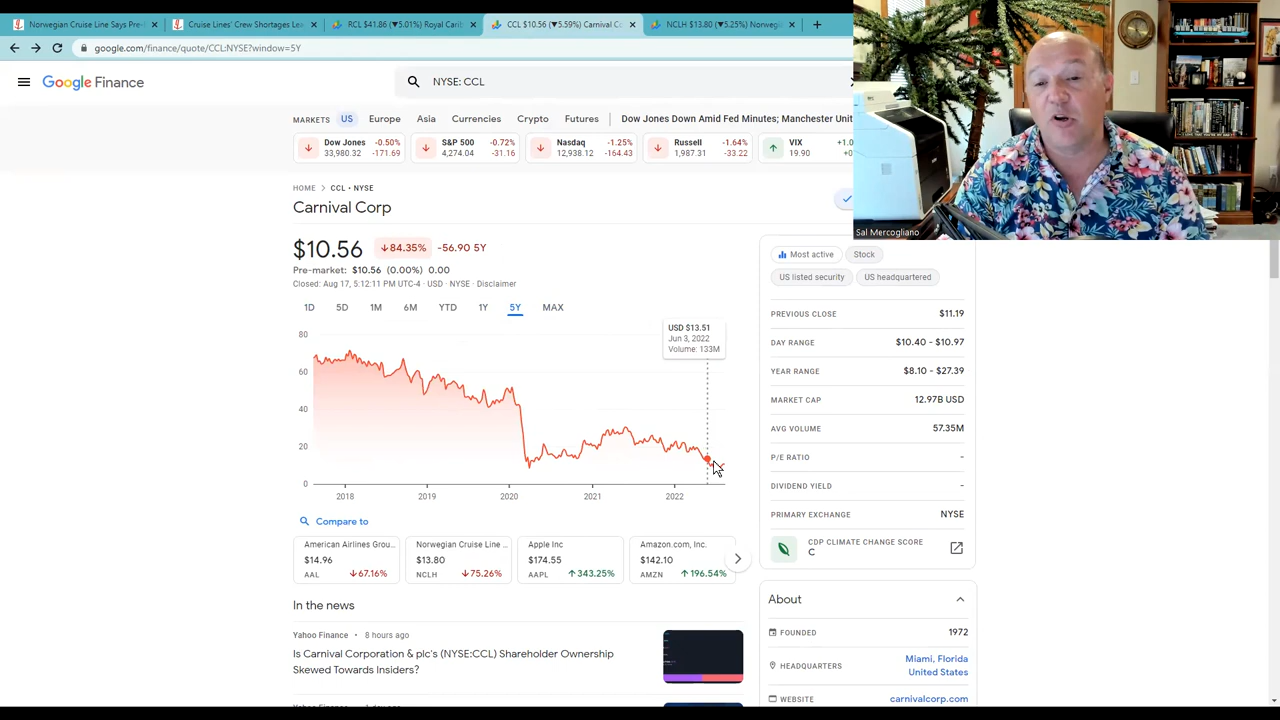 Norwegian Cruise Line Says Pre-
Cruise Lines' Crew Shortages Lea
RCL $41.86 (▼5.01%) Royal Carib
CCL $10.56 (▼5.59%) Carnival Co
NCLH $13.80 (▼5.25%) Norwegi
google.com/finance/quote/CCL:NYSE?window=5Y
Google Finance
NYSE: CCL
MARKETS
US
Europe
Asia
Currencies
Crypto
Futures
Dow Jones Down Amid Fed Minutes; Manchester Unit
Dow Jones -0.50%
33,980.32 -171.69
S&P 500 -0.72%
4,274.04 -31.16
Nasdaq -1.25%
12,938.12 -164.43
Russell -1.64%
1,987.31 -33.22
VIX +1.0
19.90 +0
HOME > CCL • NYSE
Carnival Corp
$10.56 ↓84.35% -56.90 5Y
Pre-market: $10.56 (0.00%) 0.00
Closed: Aug 17, 5:12:11 PM UTC-4 · USD · NYSE · Disclaimer
1D 5D 1M 6M YTD 1Y 5Y MAX
USD $13.51
Jun 3, 2022
Volume: 133M
80
60
40
20
0
2018 2019 2020 2021 2022
Compare to
American Airlines Grou...
$14.96
AAL ↓67.16%
Norwegian Cruise Line ...
$13.80
NCLH ↓75.26%
Apple Inc
$174.55
AAPL ↑343.25%
Amazon.com, Inc.
$142.10
AMZN ↑196.54%
In the news
Yahoo Finance • 8 hours ago
Is Carnival Corporation & plc's (NYSE:CCL) Shareholder Ownership
Skewed Towards Insiders?
Sal Mercogliano
Most active
Stock
US listed security
US headquartered
PREVIOUS CLOSE $11.19
DAY RANGE $10.40 - $10.97
YEAR RANGE $8.10 - $27.39
MARKET CAP 12.97B USD
AVG VOLUME 57.35M
P/E RATIO -
DIVIDEND YIELD -
PRIMARY EXCHANGE NYSE
CDP CLIMATE CHANGE SCORE
C
About
FOUNDED 1972
HEADQUARTERS Miami, Florida
United States
WEBSITE carnivalcorp.com